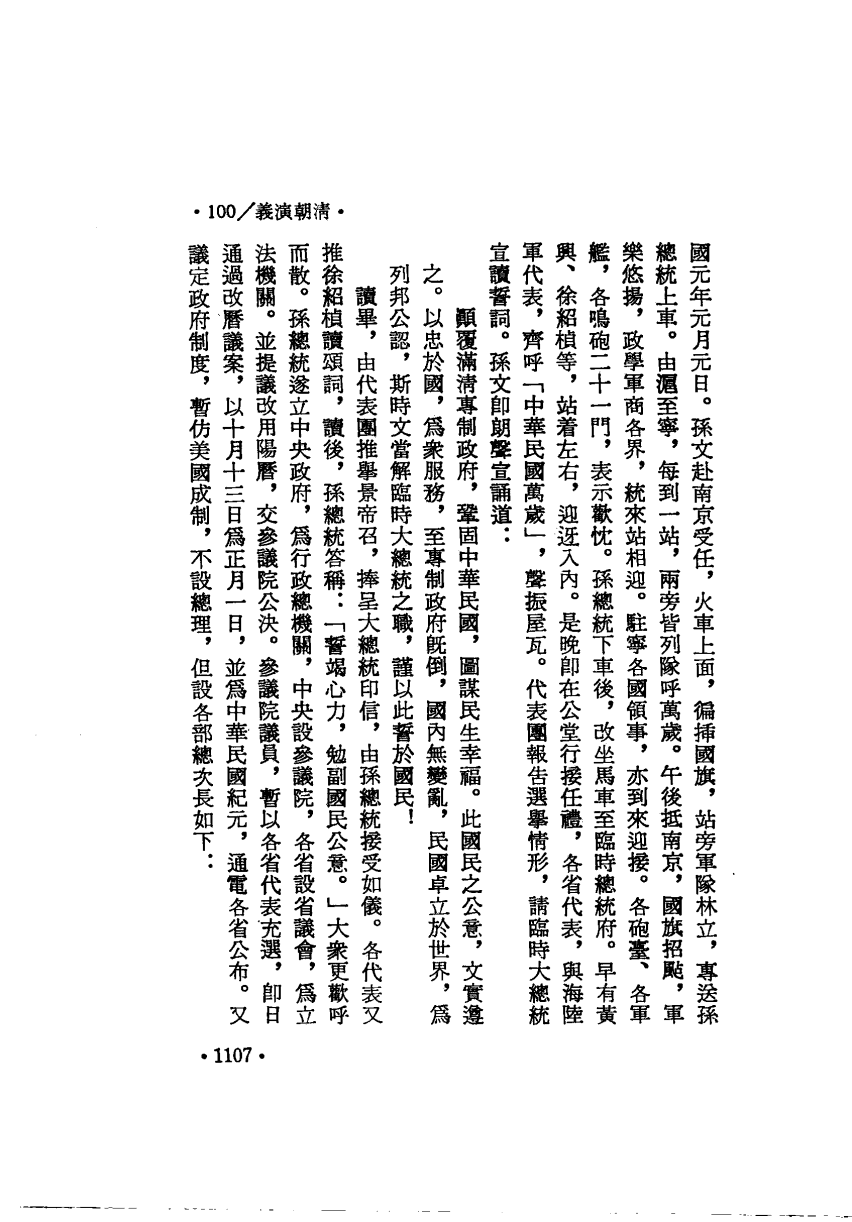 ·100／義演朝清·
國元年元月元日。孫文赴南京受任，火車上面，徧插國旗，站旁軍隊林立，專送孫
總統上車。由滬至寧，每到一站，兩旁皆列隊呼萬歲。午後抵南京，國旗招颭，軍
樂悠揚，政學軍商各界，統來站相迎。駐寧各國領事，亦到來迎接。各砲臺、各軍
艦，各鳴砲二十一門，表示歡忱。孫總統下車後，改坐馬車至臨時總統府。早有黃
興、徐紹楨等，站着左右，迎迓入內。是晚卽在公堂行接任禮，各省代表，與海陸
軍代表，齊呼「中華民國萬歲」，聲振屋瓦。代表團報告選舉情形，請臨時大總統
宣讀誓詞。孫文卽朗聲宣誦道：
顚覆滿清專制政府，鞏固中華民國，圖謀民生幸福。此國民之公意，文實遵
之。以忠於國，爲衆服務，至專制政府旣倒，國內無變亂，民國卓立於世界，爲
列邦公認，斯時文當解臨時大總統之職，謹以此誓於國民！
讀畢，由代表團推舉景帝召，捧呈大總統印信，由孫總統接受如儀。各代表又
推徐紹楨讀頌詞，讀後，孫總統答稱：「誓竭心力，勉副國民公意。」大衆更歡呼
而散。孫總統遂立中央政府，爲行政總機關，中央設參議院，各省設省議會，爲立
法機關。並提議改用陽曆，交參議院公決。參議院議員，暫以各省代表充選，卽日
通過改曆議案，以十月十三日爲正月一日，並爲中華民國紀元，通電各省公布。又
議定政府制度，暫仿美國成制，不設總理，但設各部總次長如下：
·1107·